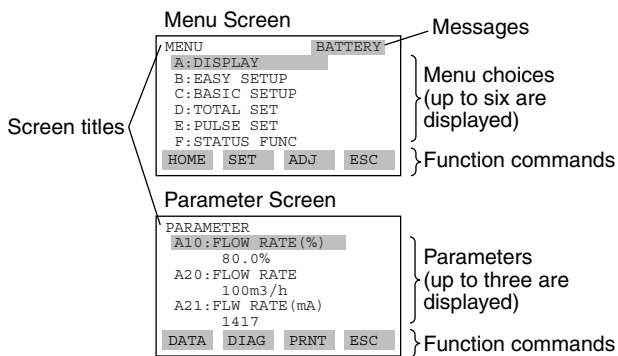 Menu Screen
Messages
MENU BATTERY
A:DISPLAY
B:EASY SETUP
C:BASIC SETUP
D:TOTAL SET
E:PULSE SET
F:STATUS FUNC
HOME SET ADJ ESC
Menu choices
(up to six are
displayed)
Function commands
Screen titles
Parameter Screen
PARAMETER
A10:FLOW RATE(%)
80.0%
A20:FLOW RATE
100m3/h
A21:FLW RATE(mA)
1417
DATA DIAG PRNT ESC
Parameters
(up to three are
displayed)
Function commands